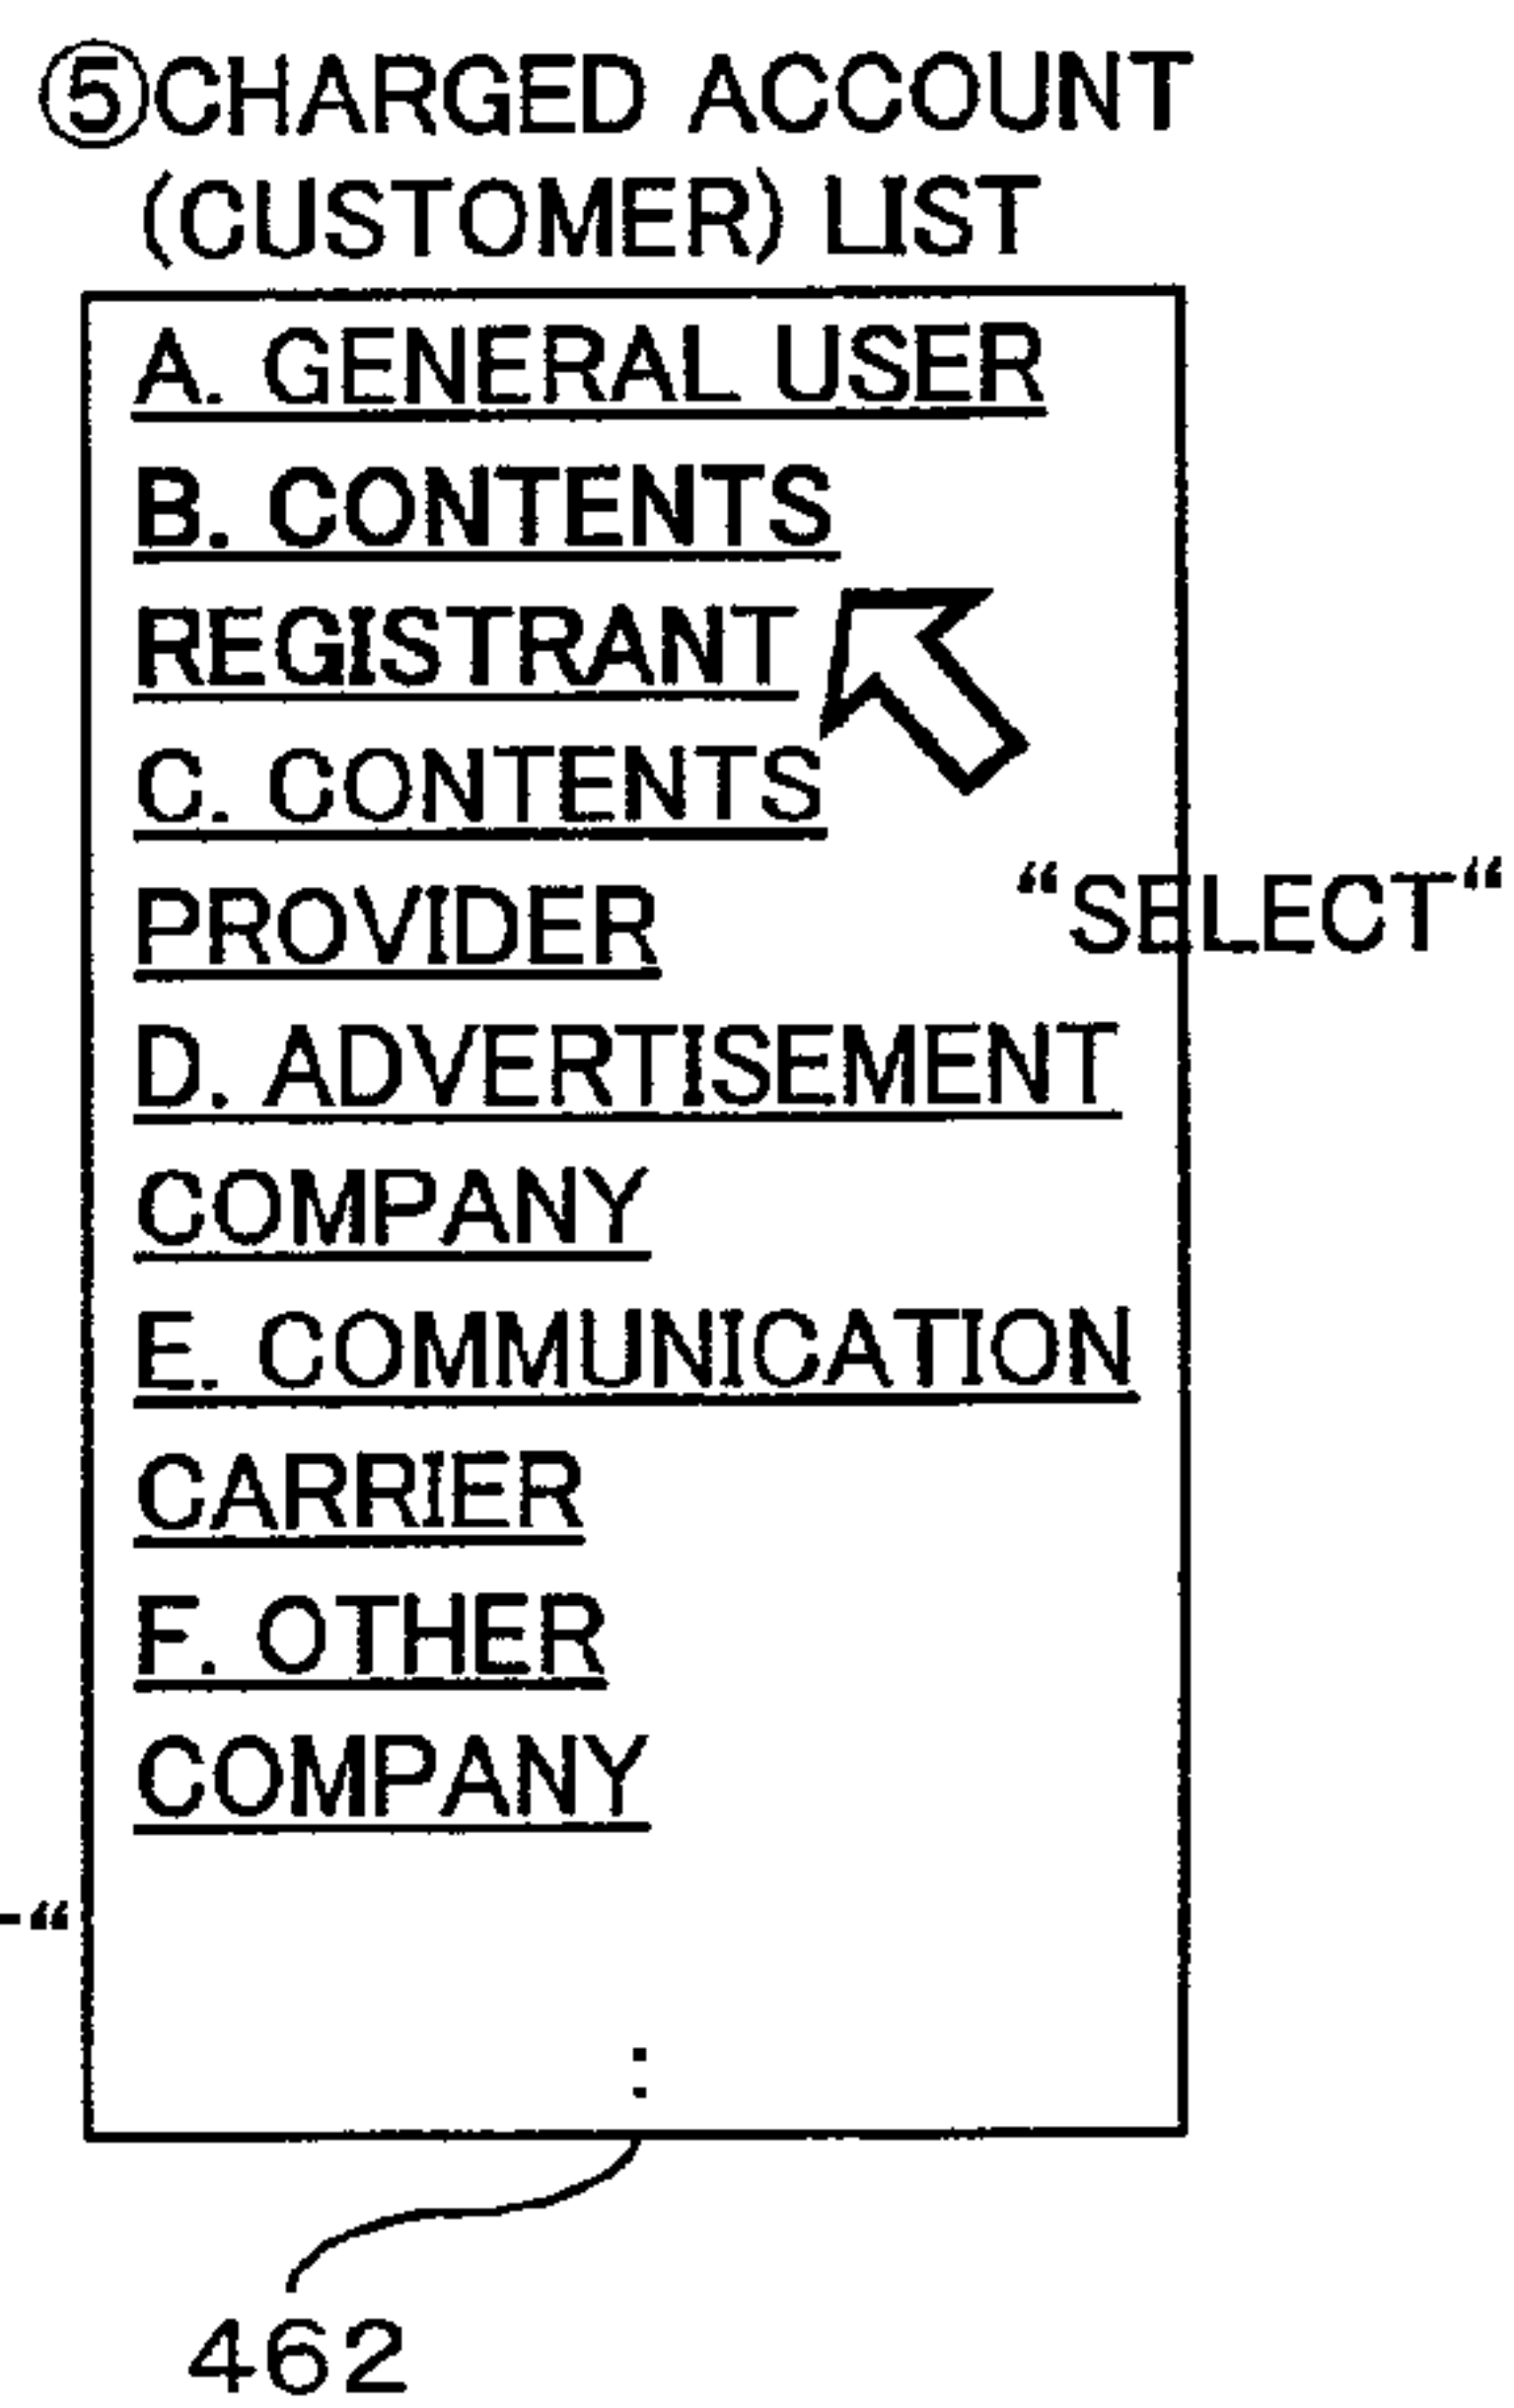 ⑤CHARGED ACCOUNT
(CUSTOMER) LIST
A. GENERAL USER
B. CONTENTS
REGISTRANT
C. CONTENTS
PROVIDER
“SELECT“
D. ADVERTISEMENT
COMPANY
E. COMMUNICATION
CARRIER
F. OTHER
COMPANY
:
462